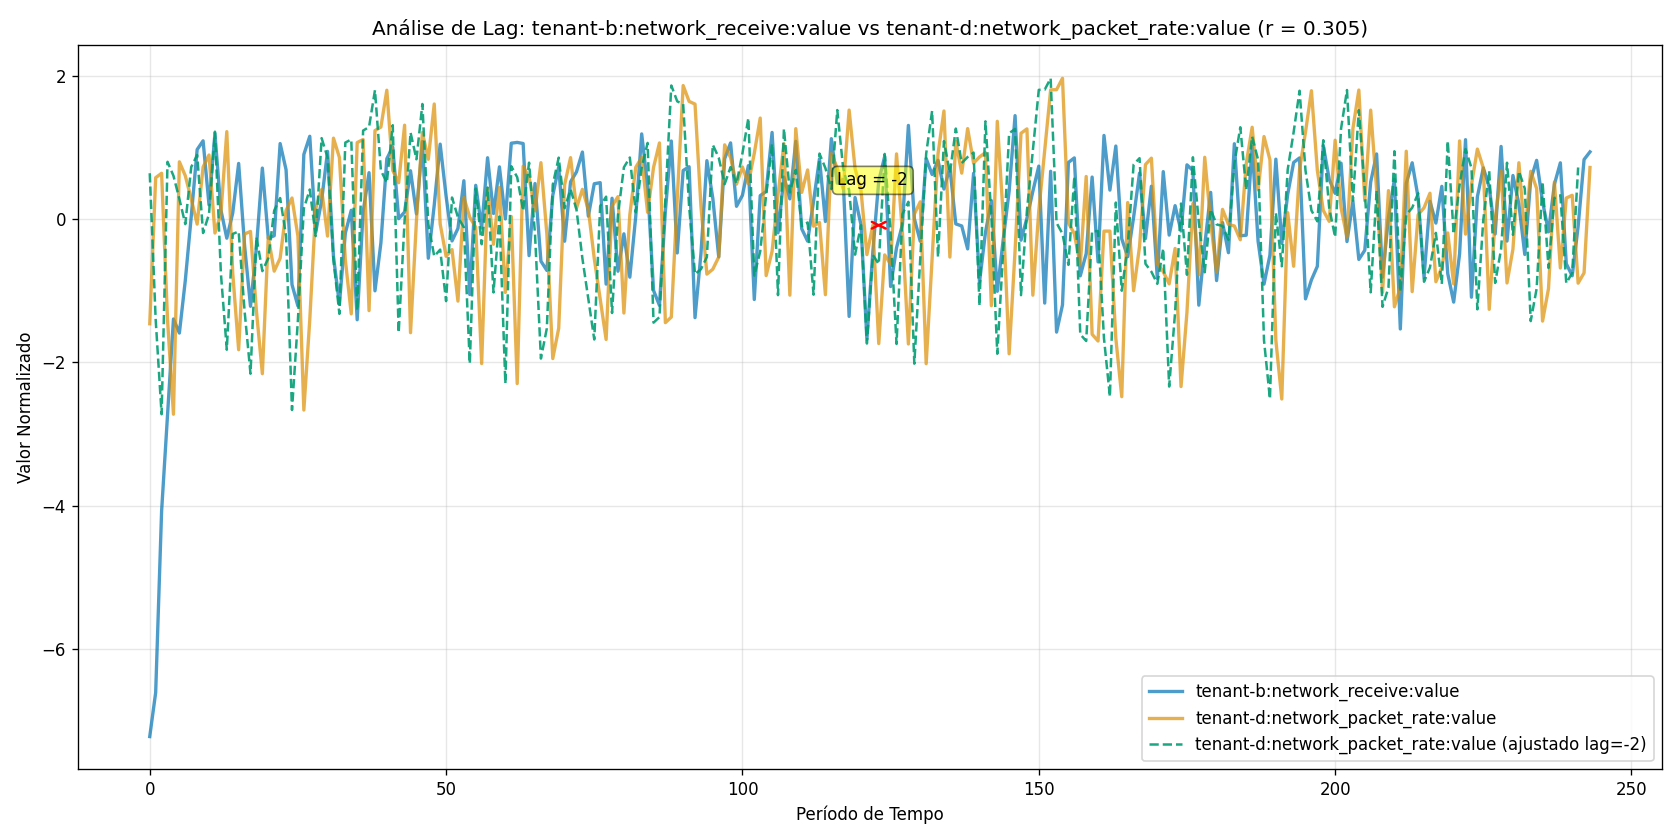 Análise de Lag: tenant-b:network_receive:value vs tenant-d:network_packet_rate:value (r = 0.305)
Valor Normalizado
2
0
−2
−4
−6
Lag = -2
tenant-b:network_receive:value
tenant-d:network_packet_rate:value
tenant-d:network_packet_rate:value (ajustado lag=-2)
0 50 100 150 200 250
Período de Tempo